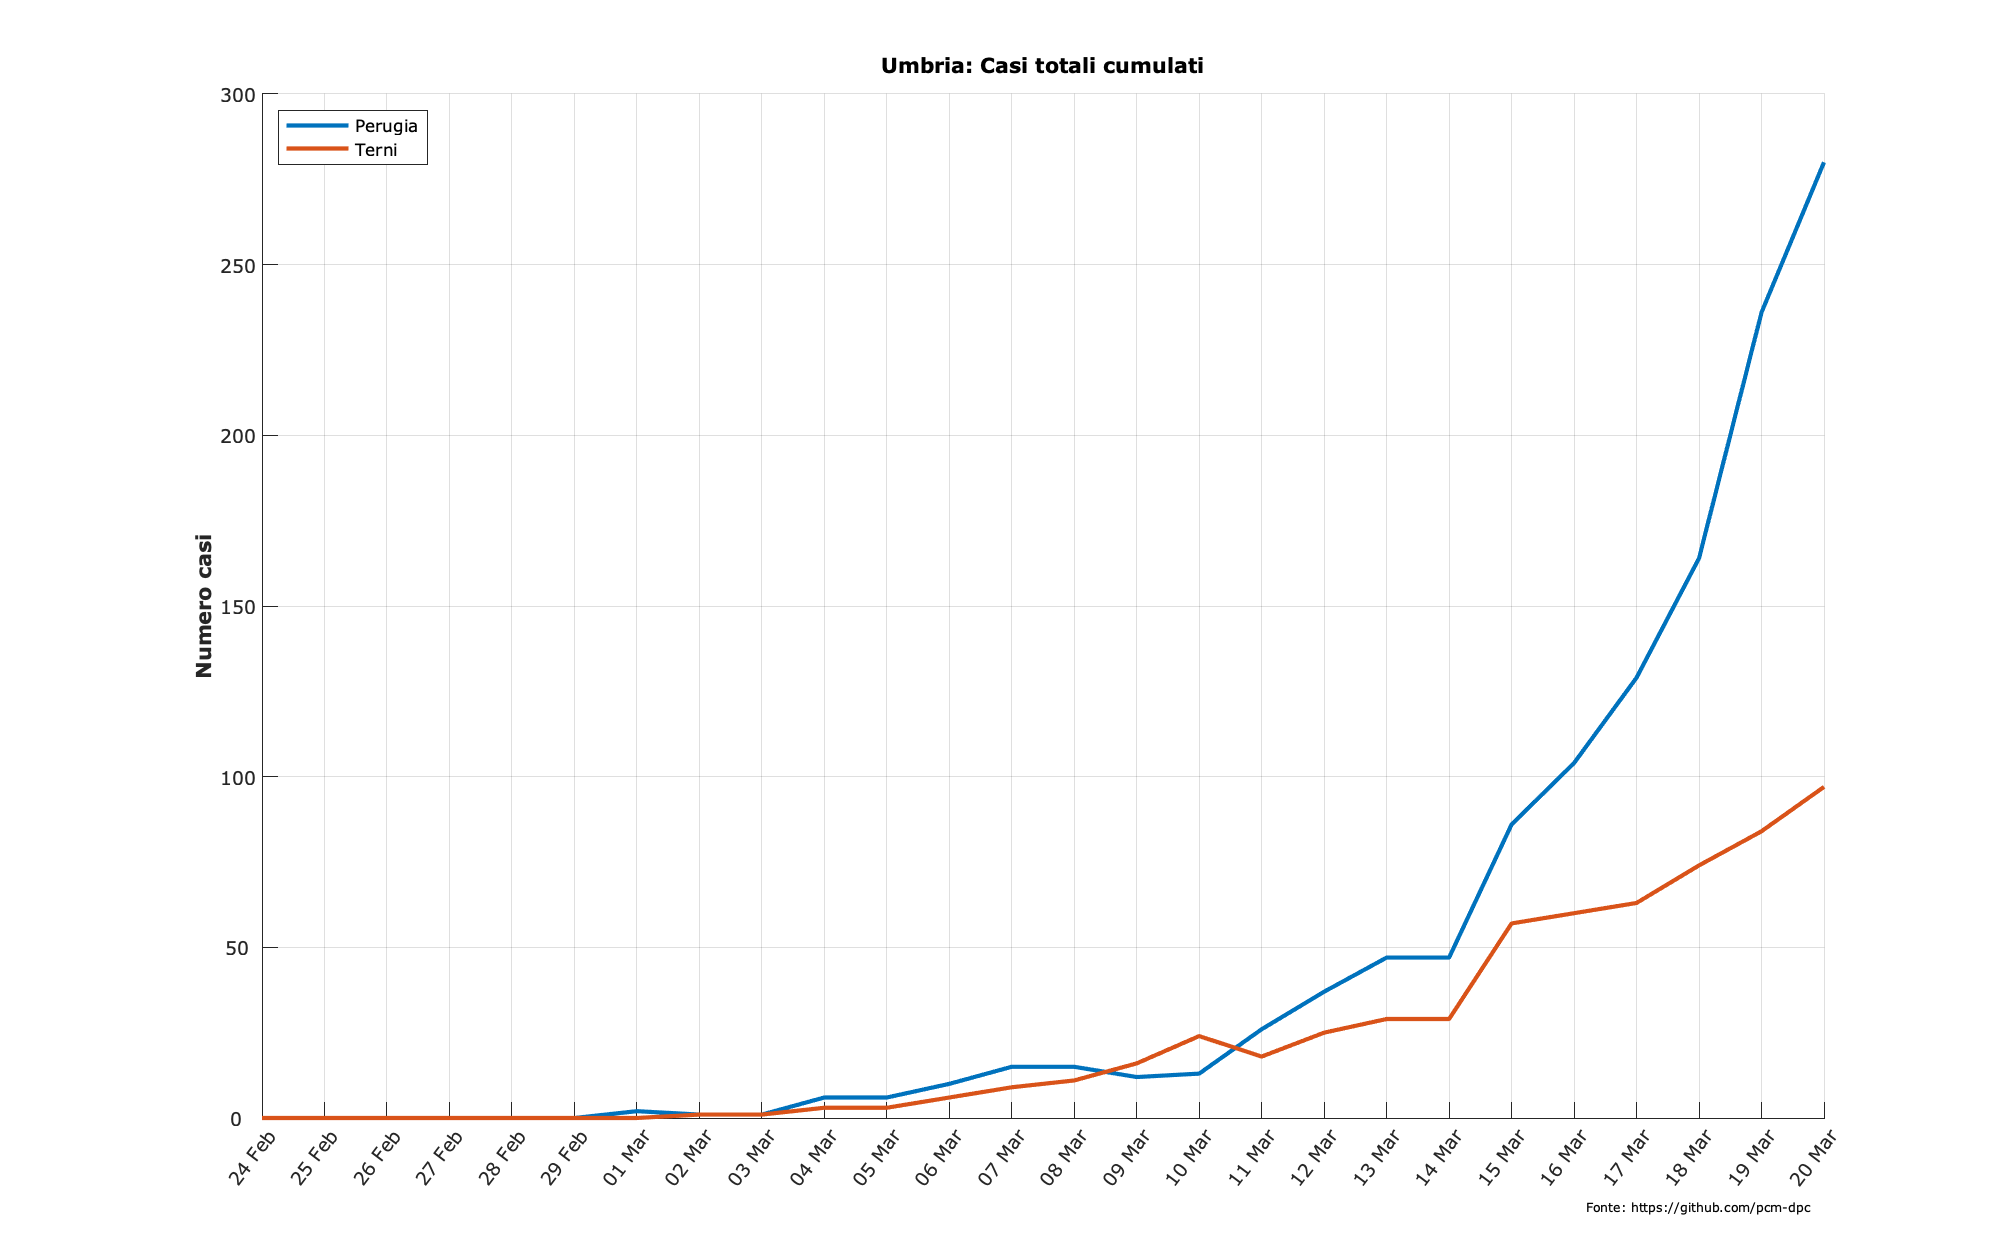 Umbria: Casi totali cumulati
Perugia
Terni
Numero casi
300
250
200
150
100
50
0
24 Feb
25 Feb
26 Feb
27 Feb
28 Feb
29 Feb
01 Mar
02 Mar
03 Mar
04 Mar
05 Mar
06 Mar
07 Mar
08 Mar
09 Mar
10 Mar
11 Mar
12 Mar
13 Mar
14 Mar
15 Mar
16 Mar
17 Mar
18 Mar
19 Mar
20 Mar
Fonte: https://github.com/pcm-dpc